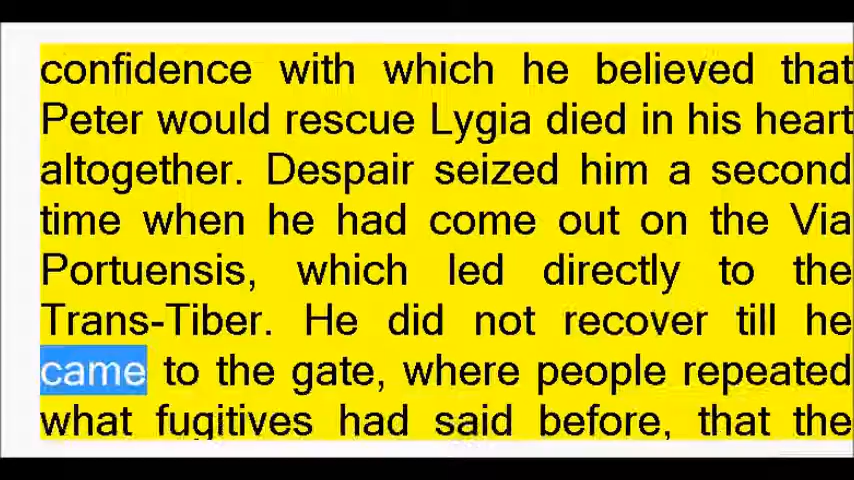 confidence with which he believed that
Peter would rescue Lygia died in his heart
altogether. Despair seized him a second
time when he had come out on the Via
Portuensis, which led directly to the
Trans-Tiber. He did not recover till he
came to the gate, where people repeated
what fugitives had said before, that the